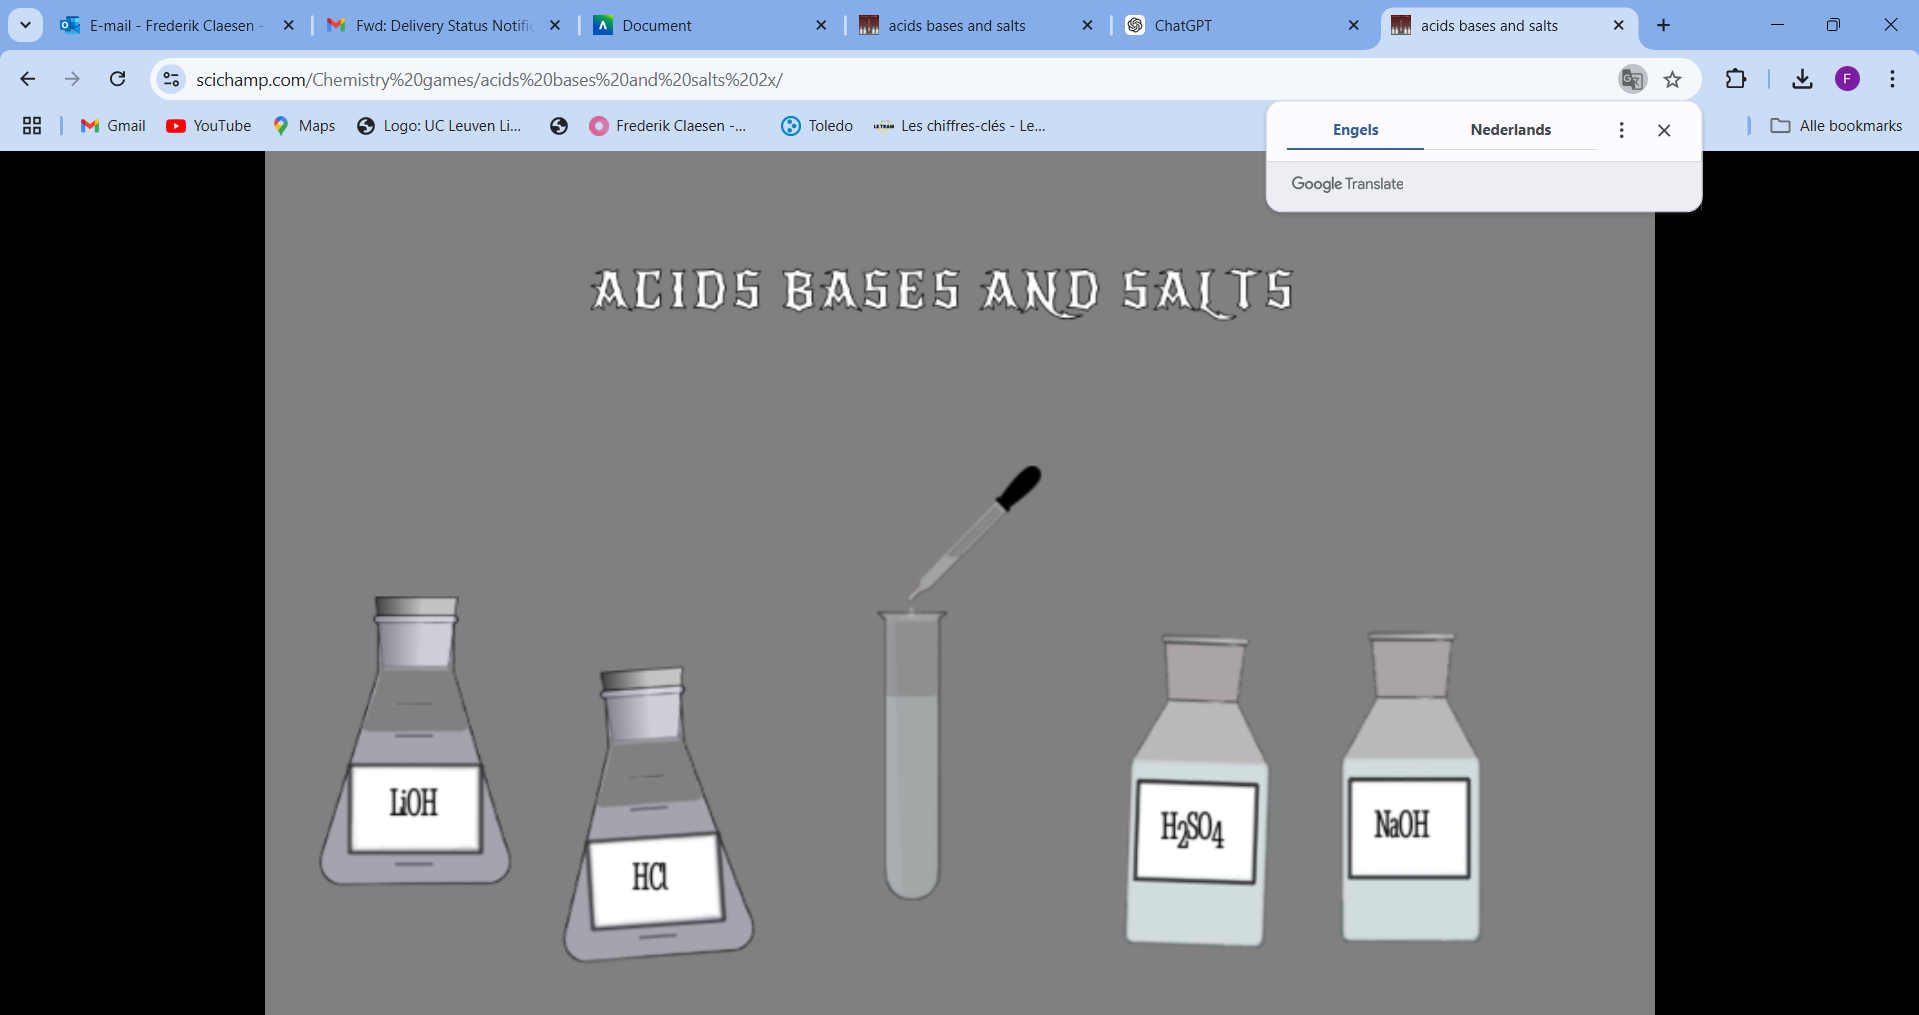 E-mail - Frederik Claesen -
Fwd: Delivery Status Notific
Document
acids bases and salts
ChatGPT
acids bases and salts
scichamp.com/Chemistry%20games/acids%20bases%20and%20salts%202x/
F
Gmail
YouTube
Maps
Logo: UC Leuven Li...
Frederik Claesen -...
Toledo
LE TRAM
Les chiffres-clés - Le...
Alle bookmarks
Engels
Nederlands
Google Translate
ACIDS BASES AND SALTS
LiOH
HCl
H2SO4
NaOH